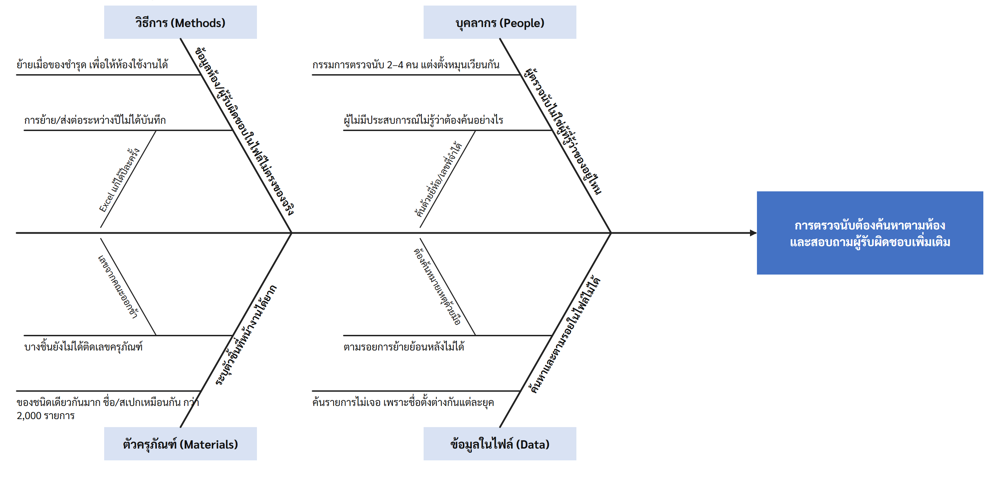 วิธีการ (Methods)
ข้อมูลห้อง/ผู้รับผิดชอบในไฟล์ไม่ตรงของจริง
ย้ายเมื่อของชำรุด เพื่อให้ห้องใช้งานได้
การย้าย/ส่งต่อระหว่างปีไม่ได้บันทึก
Excel แก้ได้ปีละครั้ง
บุคลากร (People)
ผู้ตรวจนับไม่ใช่ผู้ที่รู้ว่าของอยู่ไหน
กรรมการตรวจนับ 2–4 คน แต่งตั้งหมุนเวียนกัน
ผู้ไม่มีประสบการณ์ไม่รู้ว่าต้องค้นอย่างไร
ค้นด้วยยี่ห้อ/เลขที่จำได้
การตรวจนับต้องค้นหาตามห้อง
และสอบถามผู้รับผิดชอบเพิ่มเติม
เลขจากคณะออกช้า
บางชิ้นยังไม่ได้ติดเลขครุภัณฑ์
ของชนิดเดียวกันมาก ชื่อ/สเปกเหมือนกัน กว่า
2,000 รายการ
ระบุตัวชิ้นที่หน้างานได้ยาก
ตัวครุภัณฑ์ (Materials)
ต้องค้นหมายเหตุด้วยมือ
ตามรอยการย้ายย้อนหลังไม่ได้
ค้นรายการไม่เจอ เพราะชื่อตั้งต่างกันแต่ละยุค
ค้นหาและตามรอยในไฟล์ไม่ได้
ข้อมูลในไฟล์ (Data)